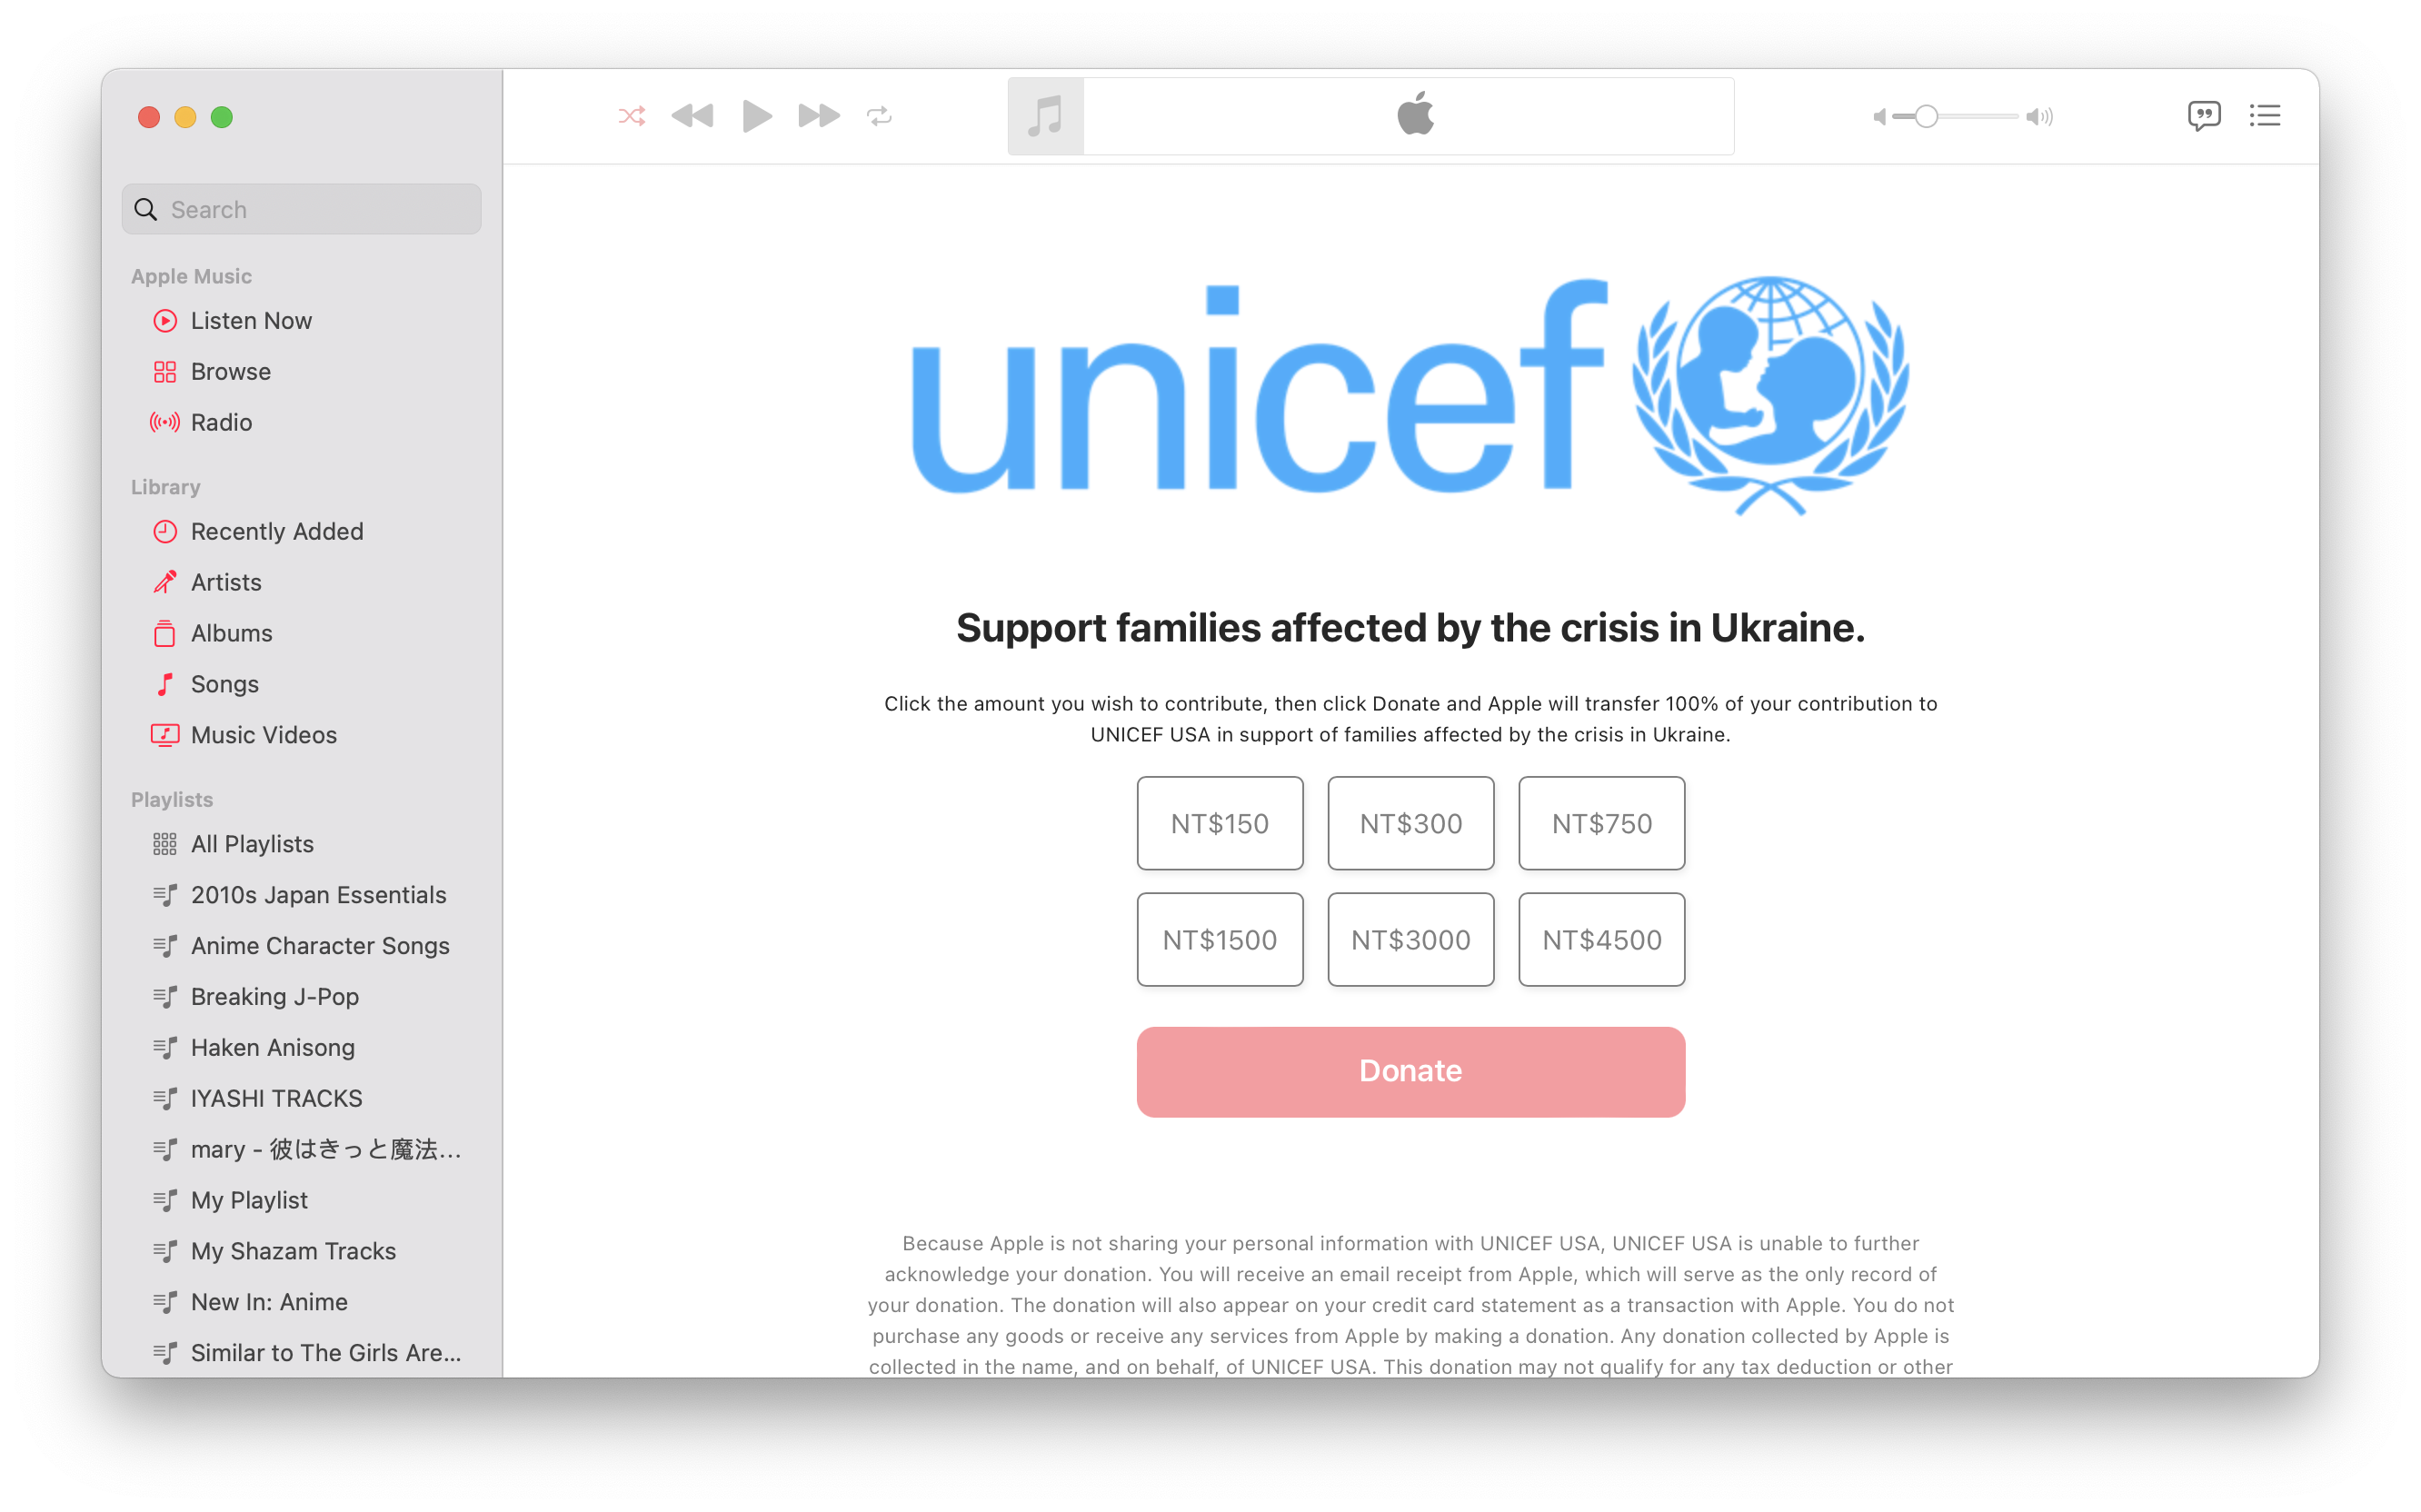 Search
Apple Music
Listen Now
Browse
Radio
Library
Recently Added
Artists
Albums
Songs
Music Videos
Playlists
All Playlists
2010s Japan Essentials
Anime Character Songs
Breaking J-Pop
Haken Anisong
IYASHI TRACKS
mary - 彼はきっと魔法...
My Playlist
My Shazam Tracks
New In: Anime
Similar to The Girls Are...
unicef
Support families affected by the crisis in Ukraine.
Click the amount you wish to contribute, then click Donate and Apple will transfer 100% of your contribution to
UNICEF USA in support of families affected by the crisis in Ukraine.
NT$150 NT$300 NT$750
NT$1500 NT$3000 NT$4500
Donate
Because Apple is not sharing your personal information with UNICEF USA, UNICEF USA is unable to further
acknowledge your donation. You will receive an email receipt from Apple, which will serve as the only record of
your donation. The donation will also appear on your credit card statement as a transaction with Apple. You do not
purchase any goods or receive any services from Apple by making a donation. Any donation collected by Apple is
collected in the name, and on behalf, of UNICEF USA. This donation may not qualify for any tax deduction or other